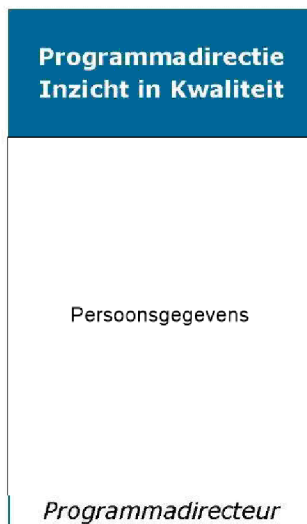 Programmadirectie
Inzicht in Kwaliteit
Persoonsgegevens
Programmadirecteur